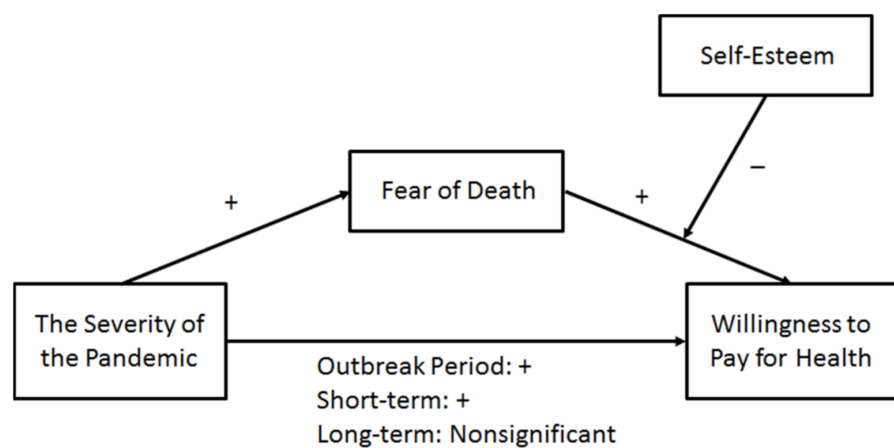 Self-Esteem
Fear of Death
+
+
–
The Severity of
the Pandemic
Willingness to
Pay for Health
Outbreak Period: +
Short-term: +
Long-term: Nonsignificant